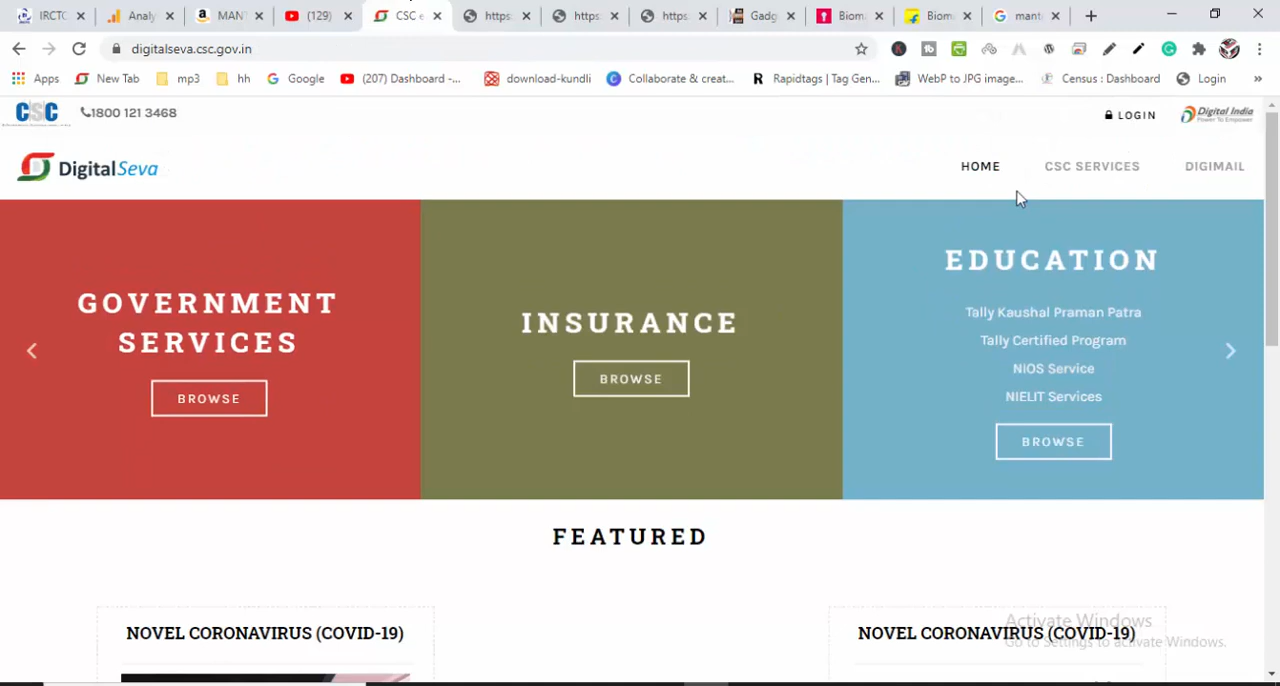 IRCTC
Analy
MAN
(129)
CSC e
https:
https:
https:
Gadg
Biom
Biom
mant
digitalseva.csc.gov.in
Apps
New Tab
mp3
hh
Google
(207) Dashboard -...
download-kundli
Collaborate & creat...
Rapidtags | Tag Gen...
WebP to JPG image...
Census : Dashboard
Login
»
CSC
1800 121 3468
LOGIN
Digital India
Power To Empower
DigitalSeva
HOME
CSC SERVICES
DIGIMAIL
GOVERNMENT
SERVICES
BROWSE
INSURANCE
BROWSE
EDUCATION
Tally Kaushal Praman Patra
Tally Certified Program
NIOS Service
NIELIT Services
BROWSE
FEATURED
NOVEL CORONAVIRUS (COVID-19)
NOVEL CORONAVIRUS (COVID-19)
Activate Windows
Go to Settings to activate Windows.